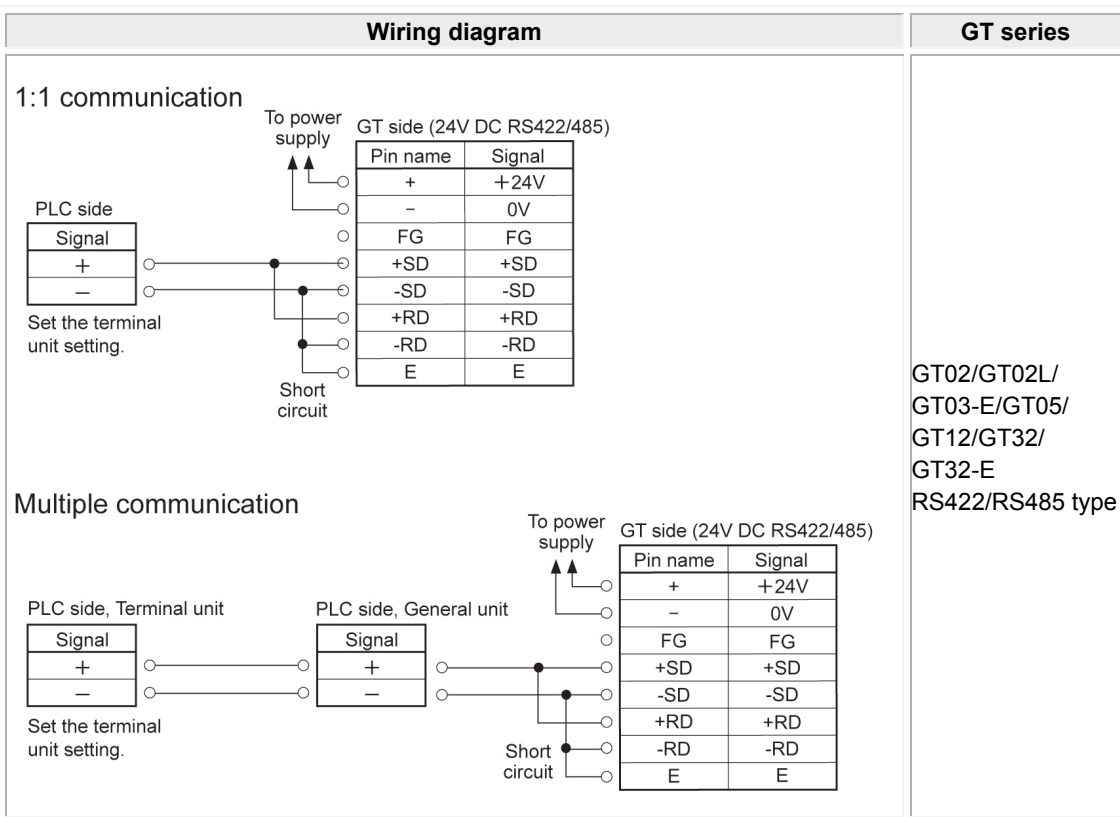 Wiring diagram
GT series
1:1 communication
To power
supply
GT side (24V DC RS422/485)
Pin name Signal
+ +24V
− 0V
FG FG
+SD +SD
-SD -SD
+RD +RD
-RD -RD
E E
PLC side
Signal
+
−
Set the terminal
unit setting.
Short
circuit
GT02/GT02L/
GT03-E/GT05/
GT12/GT32/
GT32-E
RS422/RS485 type
Multiple communication
To power
supply
GT side (24V DC RS422/485)
Pin name Signal
+ +24V
− 0V
FG FG
+SD +SD
-SD -SD
+RD +RD
-RD -RD
E E
PLC side, Terminal unit
Signal
+
−
Set the terminal
unit setting.
PLC side, General unit
Signal
+
−
Short
circuit